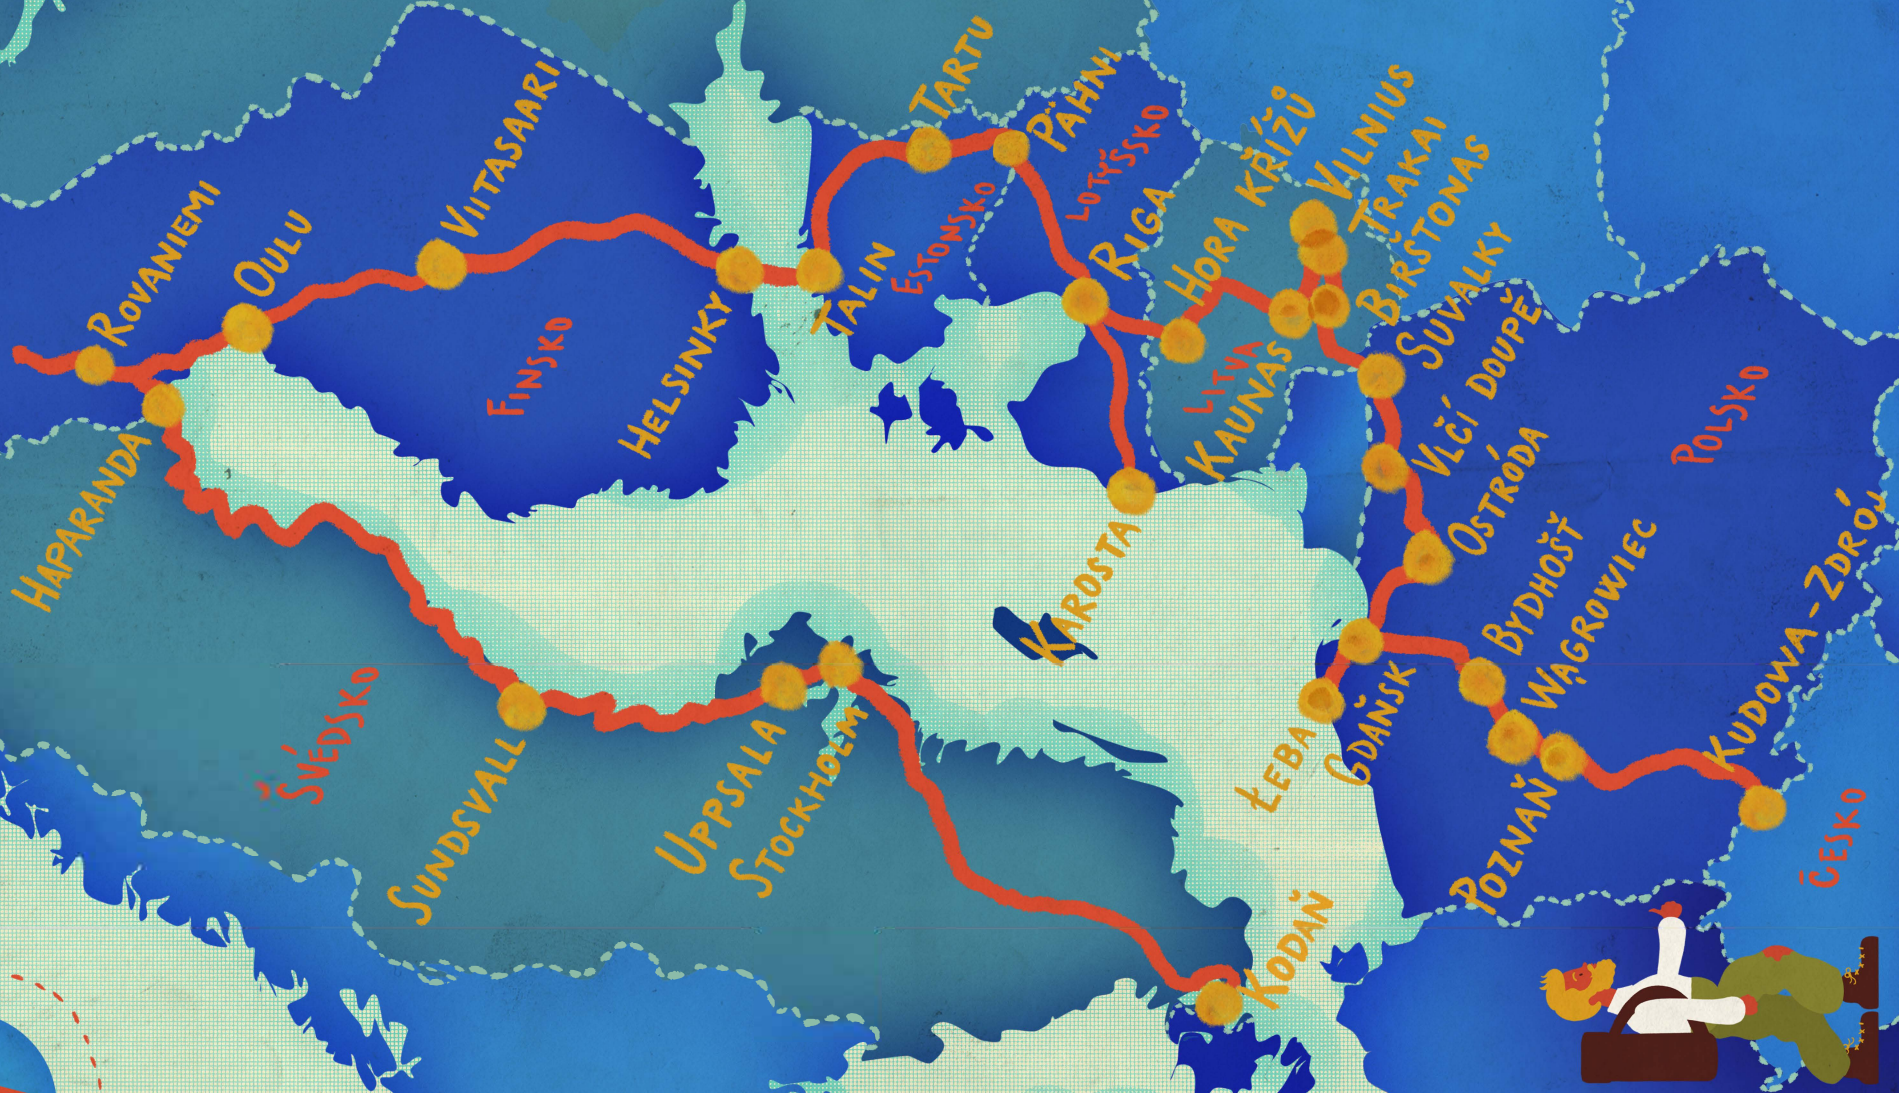 Rovaniemi
Oulu
Viitasaari
Helsinky
Talin
Tartu
Pähni
Estonsko
Lotyšsko
Riga
Hora Křížů
Vilnius
Trakai
Birštonas
Suvalky
Litva
Kaunas
Vlčí Doupě
Ostróda
Polsko
Finsko
Haparanda
Karosta
Bydhošť
Wągrowiec
Kudowa-Zdrój
Švédsko
Sundsvall
Uppsala
Stockholm
Łeba
Gdaňsk
Poznaň
Česko
Kodaň